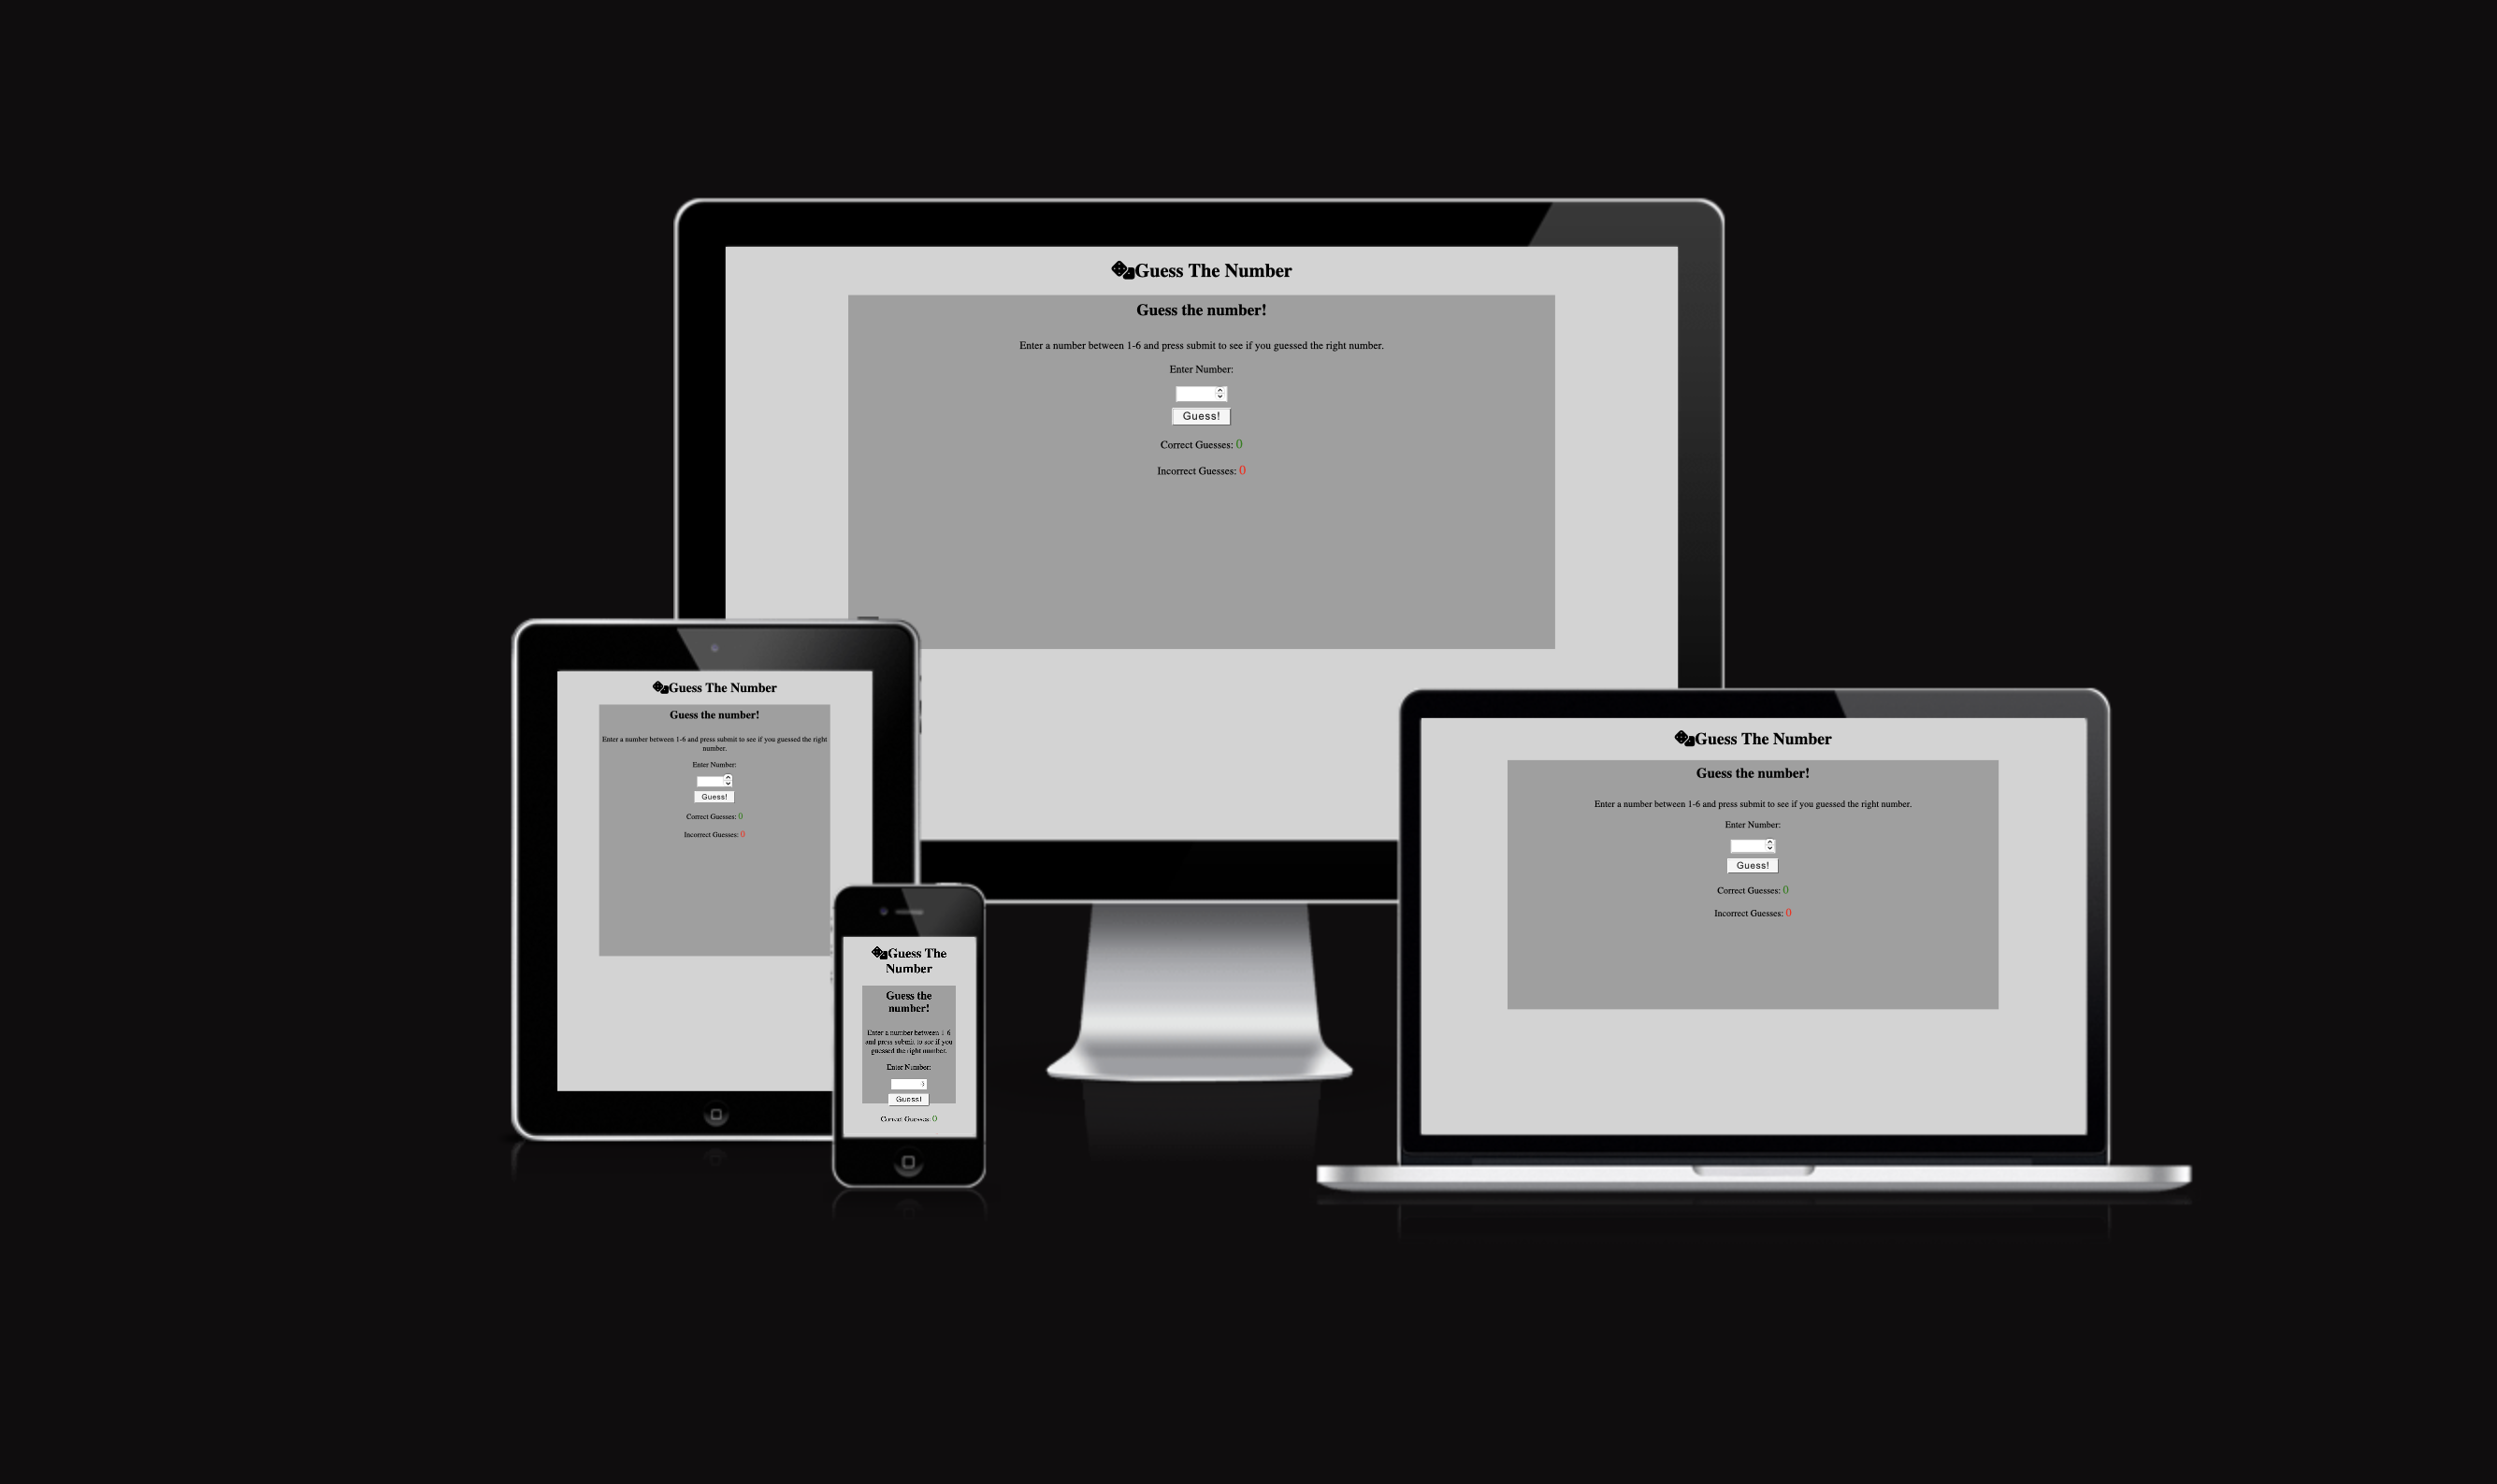 Guess The Number
Guess the number!
Enter a number between 1-6 and press submit to see if you guessed the right number.
Enter Number:
Guess!
Correct Guesses: 0
Incorrect Guesses: 0
Guess The Number
Guess the number!
Enter a number between 1-6 and press submit to see if you guessed the right
number.
Enter Number:
Guess!
Correct Guesses: 0
Incorrect Guesses: 0
Guess The
Number
Guess the
number!
Enter a number between 1-6
and press submit to see if you
guessed the right number.
Enter Number:
Guess!
Correct Guesses: 0
Guess The Number
Guess the number!
Enter a number between 1-6 and press submit to see if you guessed the right number.
Enter Number:
Guess!
Correct Guesses: 0
Incorrect Guesses: 0